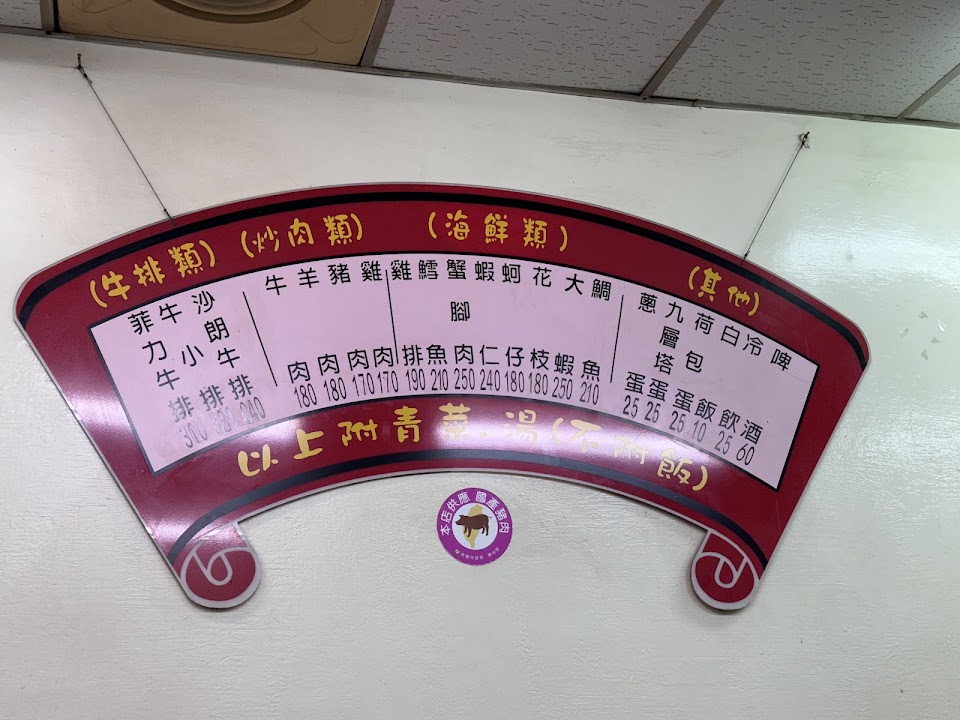 (牛排類)
菲力牛排 310
牛小排
沙朗牛排 240
(炒肉類)
牛肉 180
羊肉 180
豬肉 170
雞肉 170
(海鮮類)
雞排 190
鱈魚 210
蟹腳肉 250
蝦仁 240
蚵仔 180
花枝 180
大蝦 250
鯛魚 210
(其他)
蔥蛋 25
九層塔蛋 25
荷包蛋 25
白飯 10
冷飲 25
啤酒 60
以上附青菜.湯(不附飯)
本店供應 國產豬肉